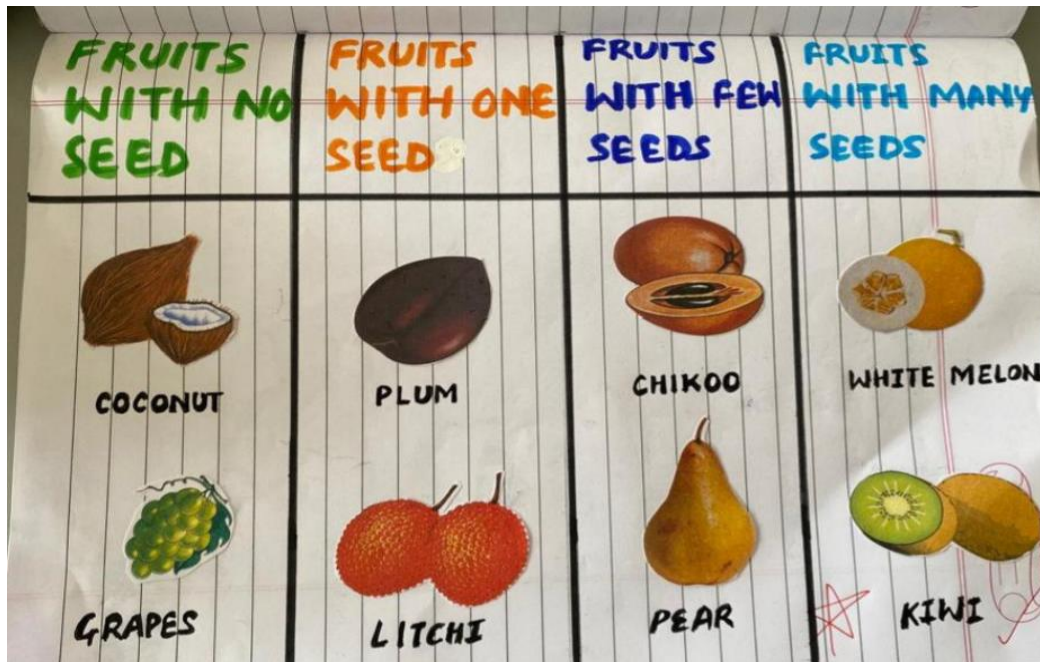 FRUITS
WITH NO
SEED
FRUITS
WITH ONE
SEED
FRUITS
WITH FEW
SEEDS
FRUITS
WITH MANY
SEEDS
COCONUT
PLUM
CHIKOO
WHITE MELON
GRAPES
LITCHI
PEAR
KIWI